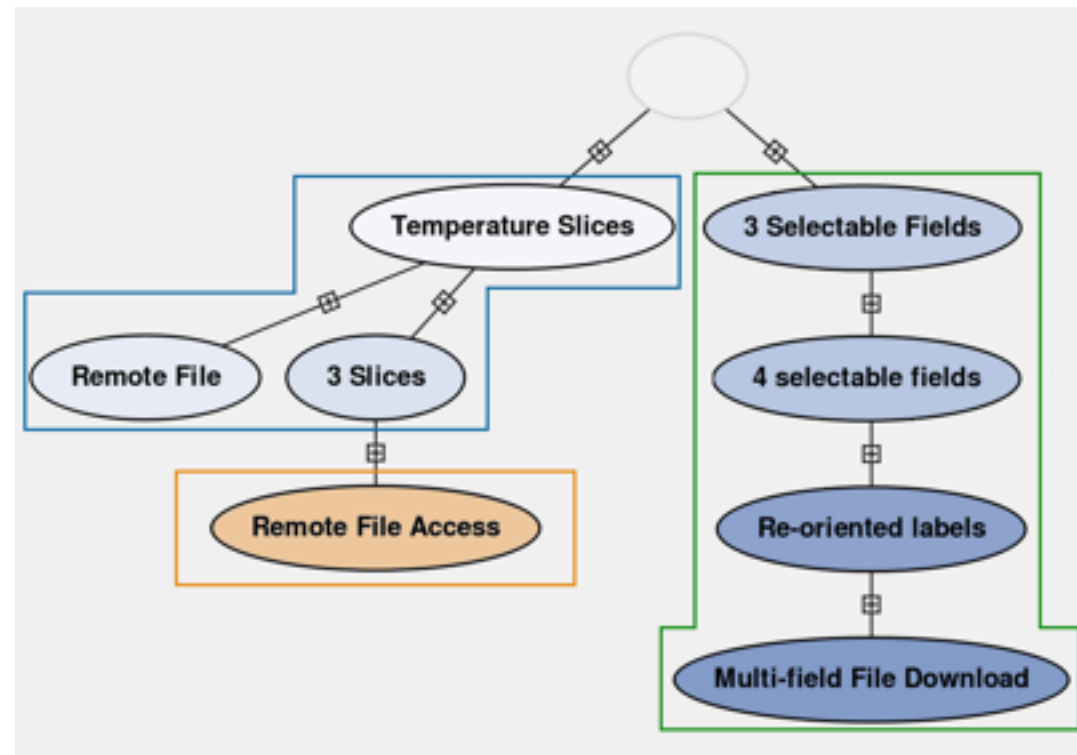 Temperature Slices
3 Selectable Fields
Remote File
3 Slices
4 selectable fields
Remote File Access
Re-oriented labels
Multi-field File Download